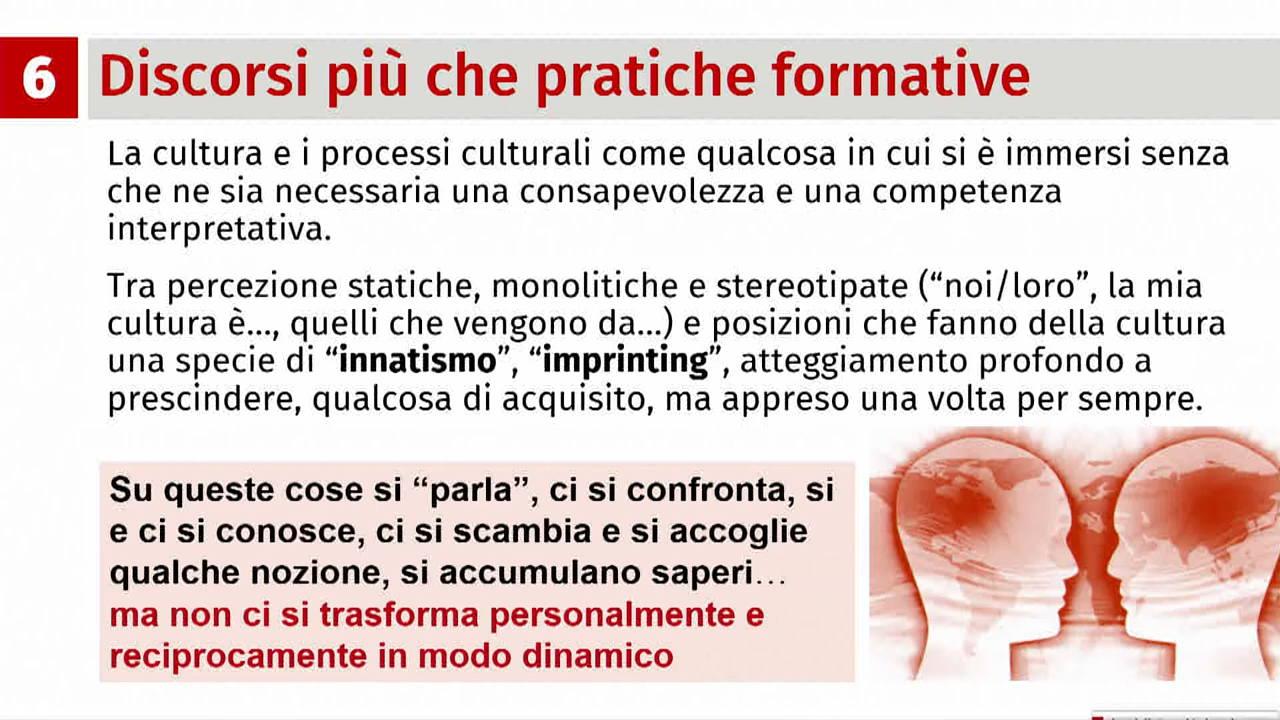 6
Discorsi più che pratiche formative
La cultura e i processi culturali come qualcosa in cui si è immersi senza
che ne sia necessaria una consapevolezza e una competenza
interpretativa.
Tra percezione statiche, monolitiche e stereotipate (“noi/loro”, la mia
cultura è..., quelli che vengono da...) e posizioni che fanno della cultura
una specie di “innatismo”, “imprinting”, atteggiamento profondo a
prescindere, qualcosa di acquisito, ma appreso una volta per sempre.
Su queste cose si “parla”, ci si confronta, si
e ci si conosce, ci si scambia e si accoglie
qualche nozione, si accumulano saperi…
ma non ci si trasforma personalmente e
reciprocamente in modo dinamico